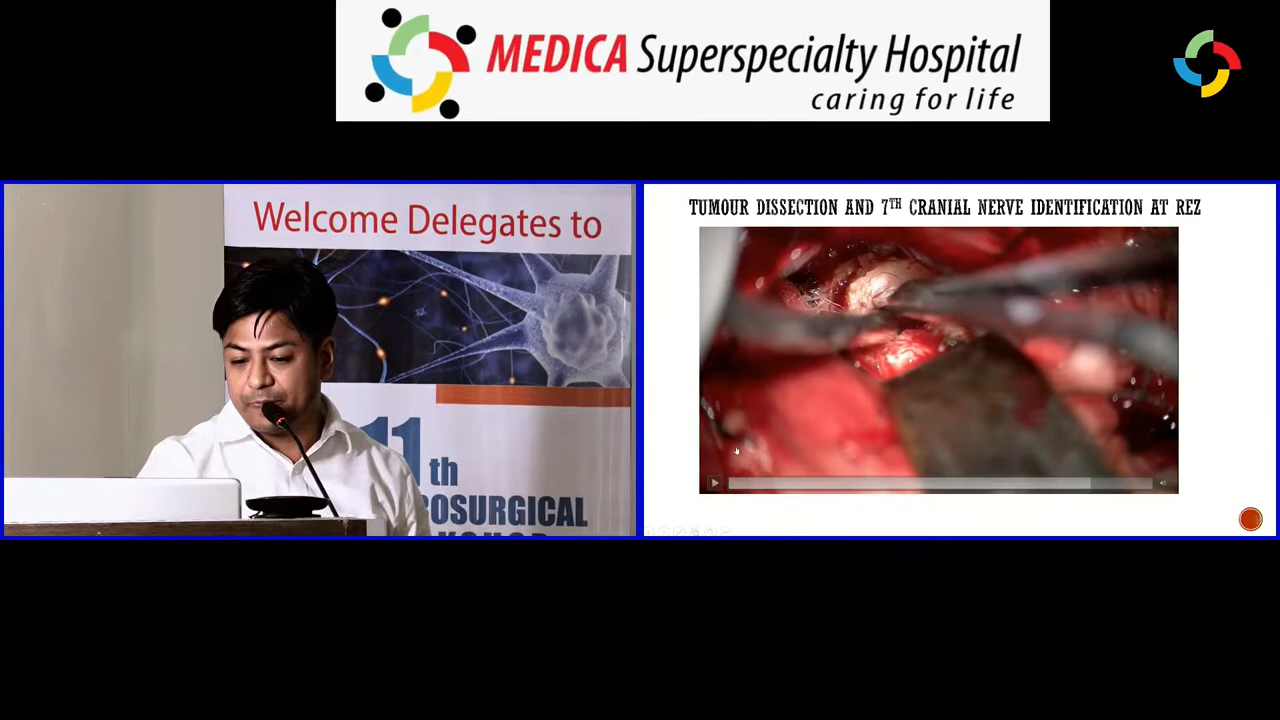 MEDICA Superspecialty Hospital
caring for life
Welcome Delegates to
11th
OSURGICAL
TUMOUR DISSECTION AND 7TH CRANIAL NERVE IDENTIFICATION AT REZ